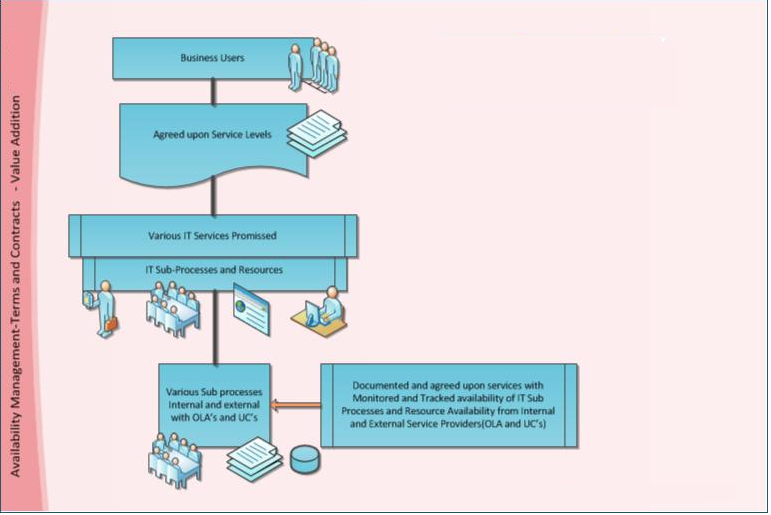 Availability Management-Terms and Contracts - Value Addition
Business Users
Agreed upon Service Levels
Various IT Services Promissed
IT Sub-Processes and Resources
Various Sub processes
Internal and external
with OLA's and UC's
Documented and agreed upon services with
Monitored and Tracked availability of IT Sub
Processes and Resource Availability from Internal
and External Service Providers(OLA and UC's)